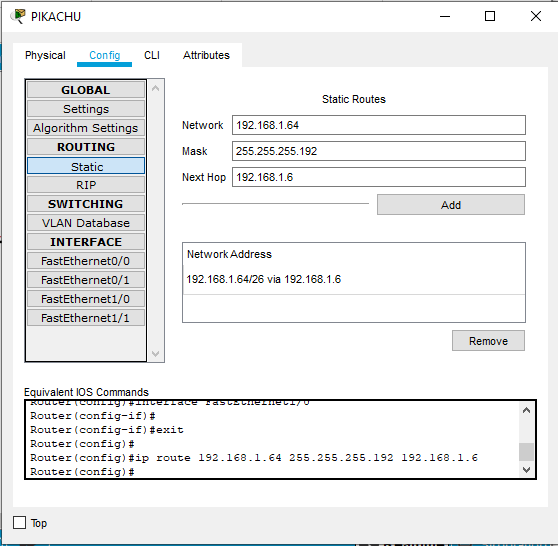 PIKACHU
Physical Config CLI Attributes
GLOBAL
Settings
Algorithm Settings
ROUTING
Static
RIP
SWITCHING
VLAN Database
INTERFACE
FastEthernet0/0
FastEthernet0/1
FastEthernet1/0
FastEthernet1/1
Static Routes
Network 192.168.1.64
Mask 255.255.255.192
Next Hop 192.168.1.6
Add
Network Address
192.168.1.64/26 via 192.168.1.6
Remove
Equivalent IOS Commands
Router(config)#interface FastEthernet1/0
Router(config-if)#
Router(config-if)#exit
Router(config)#
Router(config)#ip route 192.168.1.64 255.255.255.192 192.168.1.6
Router(config)#
Top